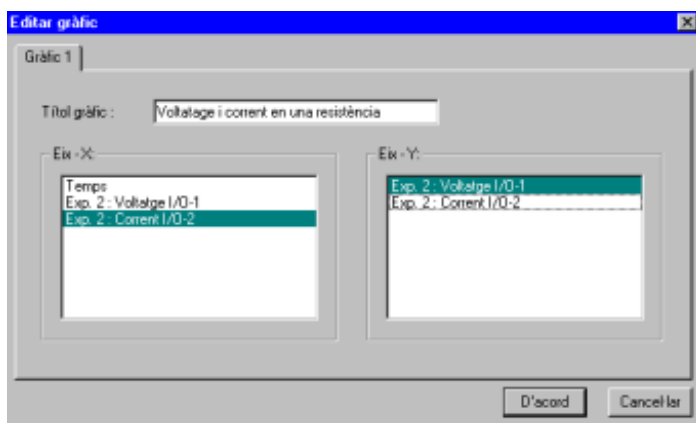 Editar gràfic
Gràfic 1
Títol gràfic :
Voltatage i corrent en una resistència
Eix - X:
Temps
Exp. 2 : Voltatge I/O-1
Exp. 2 : Corrent I/O-2
Eix - Y:
Exp. 2 : Voltatge I/O-1
Exp. 2 : Corrent I/O-2
D'acord
Cancel·lar